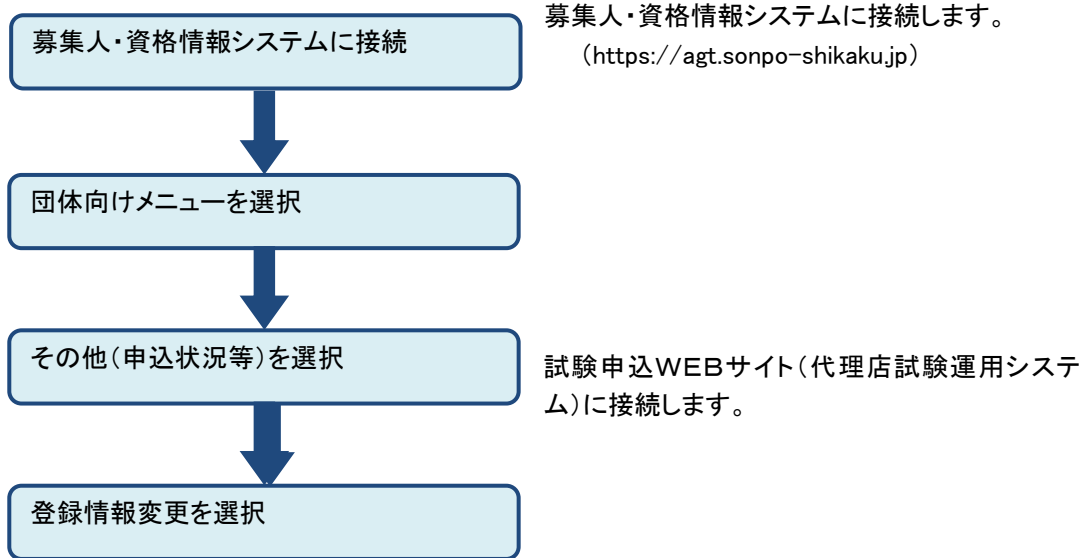 募集人・資格情報システムに接続
募集人・資格情報システムに接続します。
（https://agt.sonpo-shikaku.jp）
団体向けメニューを選択
その他（申込状況等）を選択
試験申込ＷＥＢサイト（代理店試験運用システ
ム）に接続します。
登録情報変更を選択